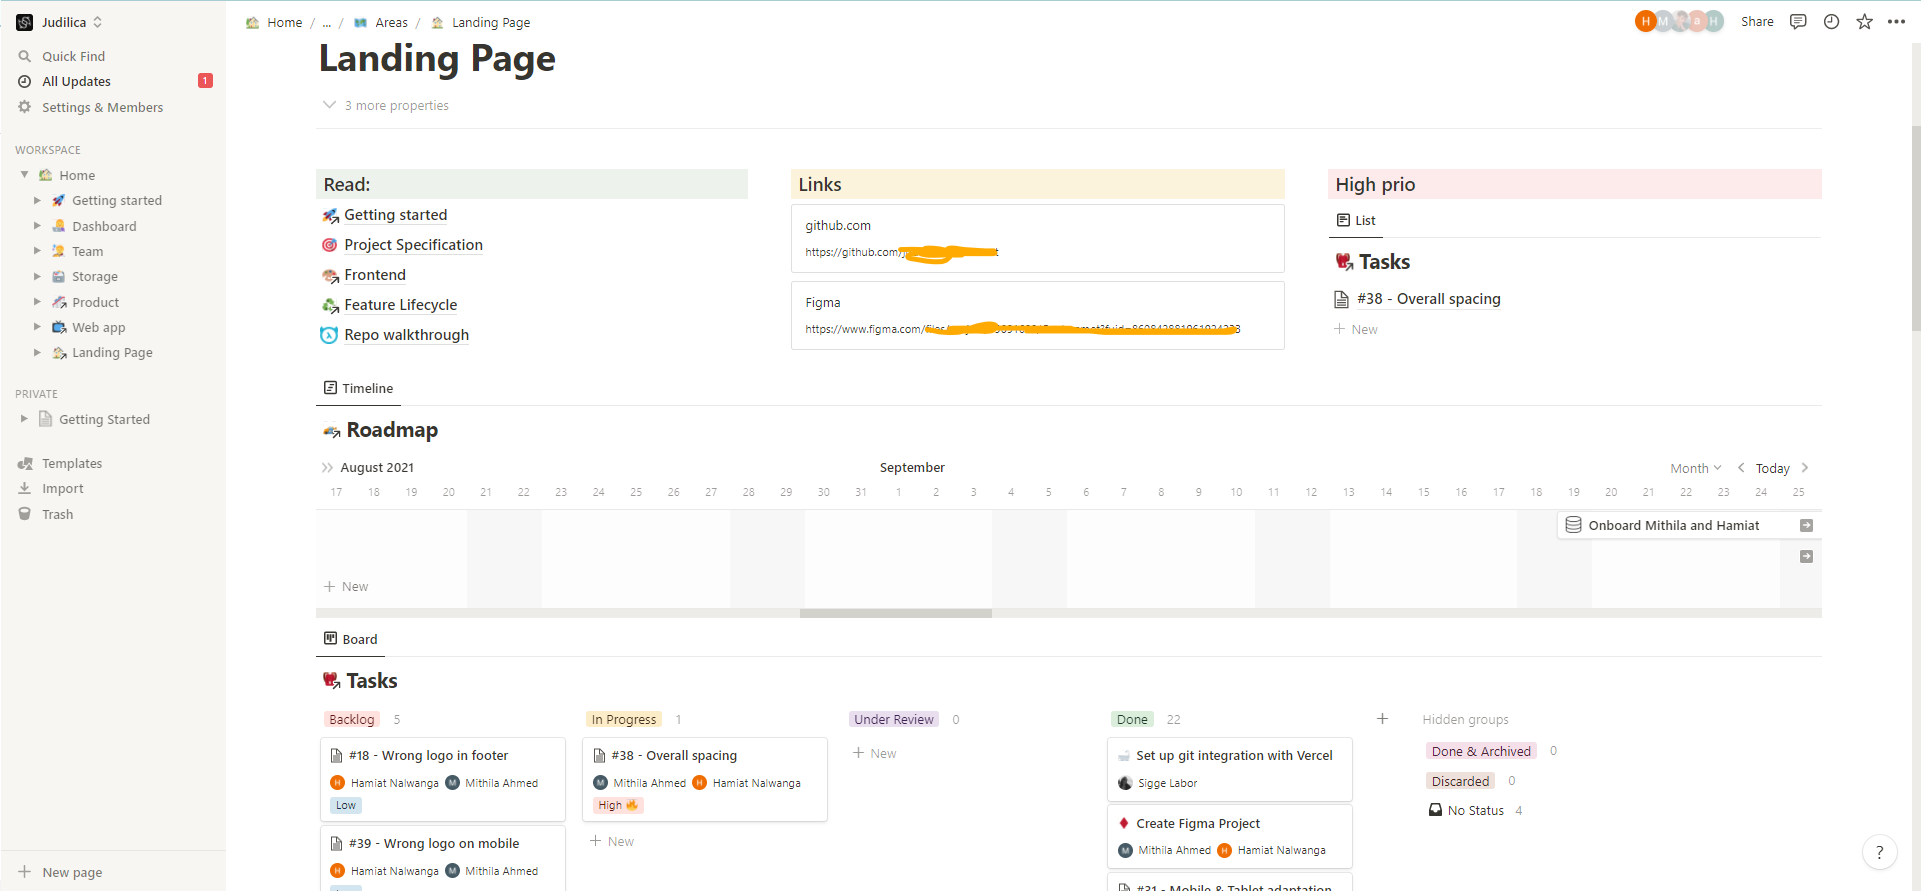 Judilica
Home / ... / Areas / Landing Page
H M a H
Share
Quick Find
All Updates 1
Settings & Members
WORKSPACE
Home
Getting started
Dashboard
Team
Storage
Product
Web app
Landing Page
PRIVATE
Getting Started
Templates
Import
Trash
New page
Landing Page
3 more properties
Read:
Getting started
Project Specification
Frontend
Feature Lifecycle
Repo walkthrough
Links
github.com
https://github.com/
Figma
https://www.figma.com/
High prio
List
Tasks
#38 - Overall spacing
New
Timeline
Roadmap
August 2021 September Month Today
17 18 19 20 21 22 23 24 25 26 27 28 29 30 31 1 2 3 4 5 6 7 8 9 10 11 12 13 14 15 16 17 18 19 20 21 22 23 24 25
Onboard Mithila and Hamiat
New
Board
Tasks
Backlog 5
#18 - Wrong logo in footer
H Hamiat Nalwanga M Mithila Ahmed
Low
#39 - Wrong logo on mobile
H Hamiat Nalwanga M Mithila Ahmed
In Progress 1
#38 - Overall spacing
M Mithila Ahmed H Hamiat Nalwanga
High
New
Under Review 0
New
Done 22
Set up git integration with Vercel
Sigge Labor
Create Figma Project
M Mithila Ahmed H Hamiat Nalwanga
#31 - Mobile & Tablet adaptation
Hidden groups
Done & Archived 0
Discarded 0
No Status 4
?